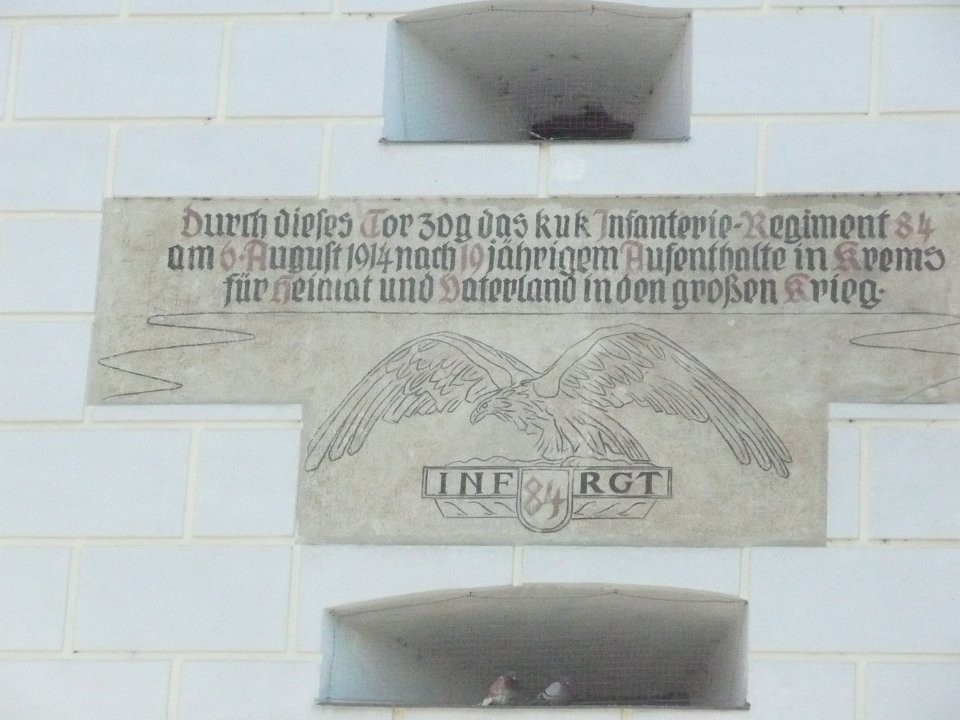 Durch dieses Tor zog das k u k Infanterie-Regiment 84
am 6. August 1914 nach 19 jährigem Aufenthalte in Krems
für Heimat und Vaterland in den großen Krieg.
INF 84 RGT